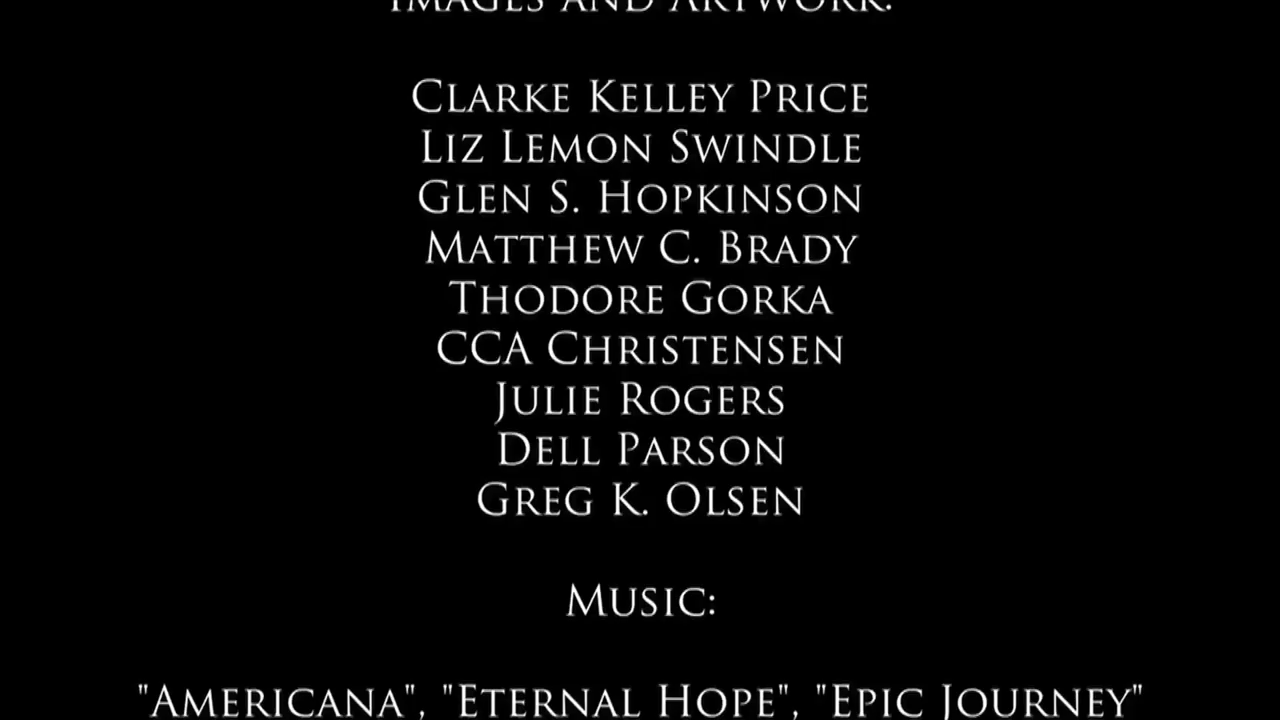 Images and Artwork:
Clarke Kelley Price
Liz Lemon Swindle
Glen S. Hopkinson
Matthew C. Brady
Thodore Gorka
CCA Christensen
Julie Rogers
Dell Parson
Greg K. Olsen
Music:
"Americana", "Eternal Hope", "Epic Journey"